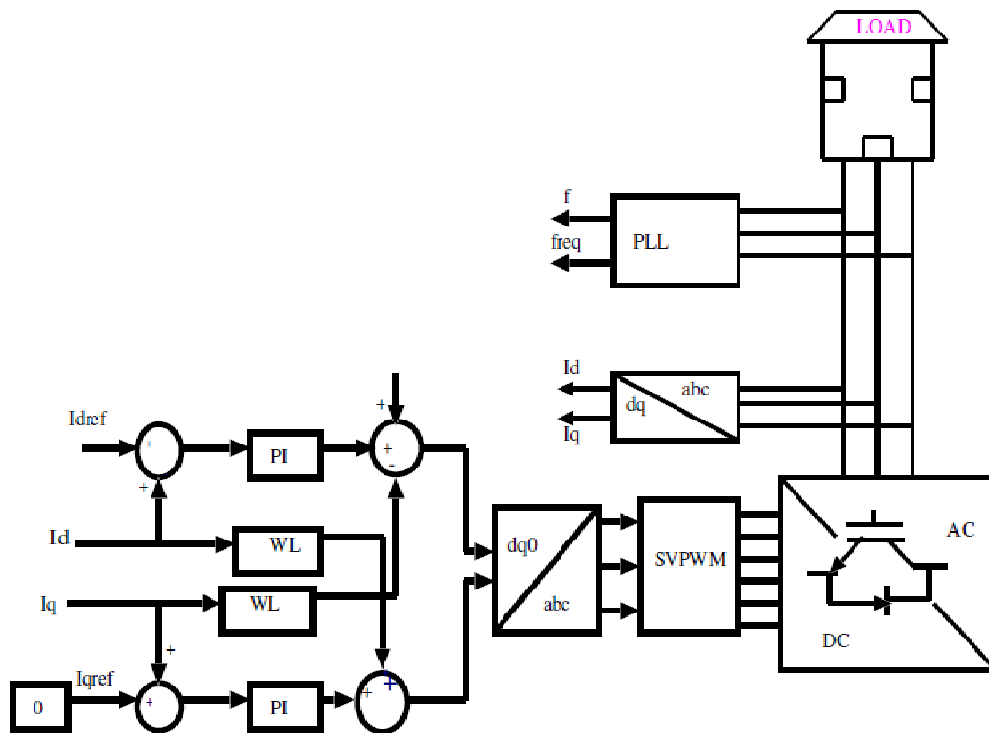 LOAD
f
freq
PLL
Id
Iq
abc
dq
+
Idref
-
+
PI
+
-
+
Id
WL
Iq
WL
+
dq0
abc
SVPWM
AC
DC
0
Iqref
+
PI
+
+